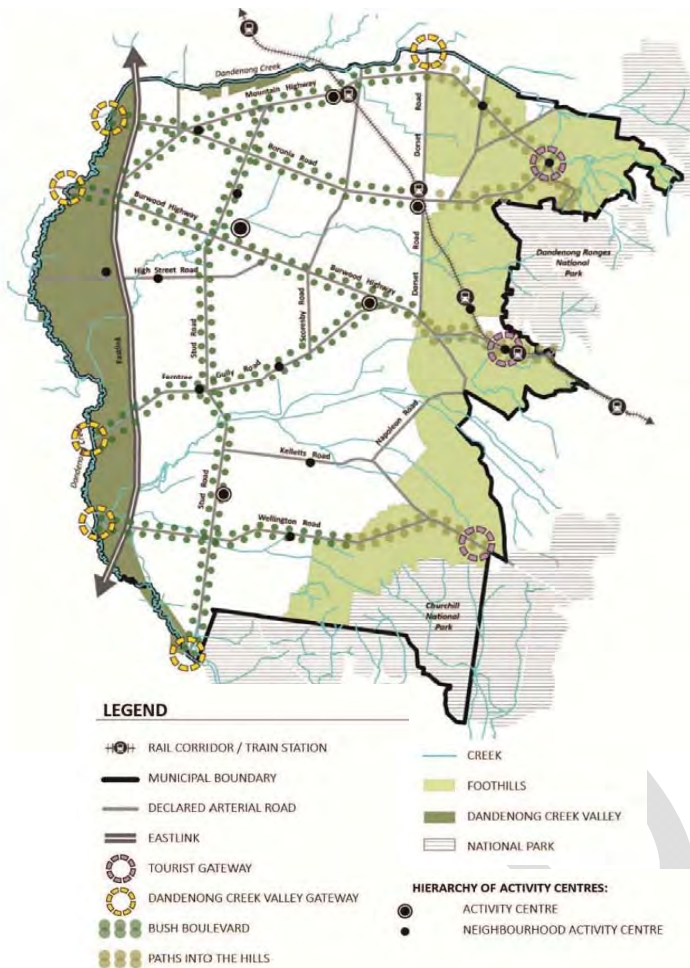 Dandenong Creek
Mountain Highway
Dorset Road
Boronia Road
Burwood Highway
Dandenong Ranges
National
Park
High Street Road
Burwood Highway
Dorset Road
Eastlink
Stud Road
Scoresby Road
Ferntree Gully Road
Napoleon Road
Dandenong Creek
Kelletts Road
Stud Road
Wellington Road
Churchill
National
Park
LEGEND
RAIL CORRIDOR / TRAIN STATION
MUNICIPAL BOUNDARY
DECLARED ARTERIAL ROAD
EASTLINK
TOURIST GATEWAY
DANDENONG CREEK VALLEY GATEWAY
BUSH BOULEVARD
PATHS INTO THE HILLS
CREEK
FOOTHILLS
DANDENONG CREEK VALLEY
NATIONAL PARK
HIERARCHY OF ACTIVITY CENTRES:
ACTIVITY CENTRE
NEIGHBOURHOOD ACTIVITY CENTRE